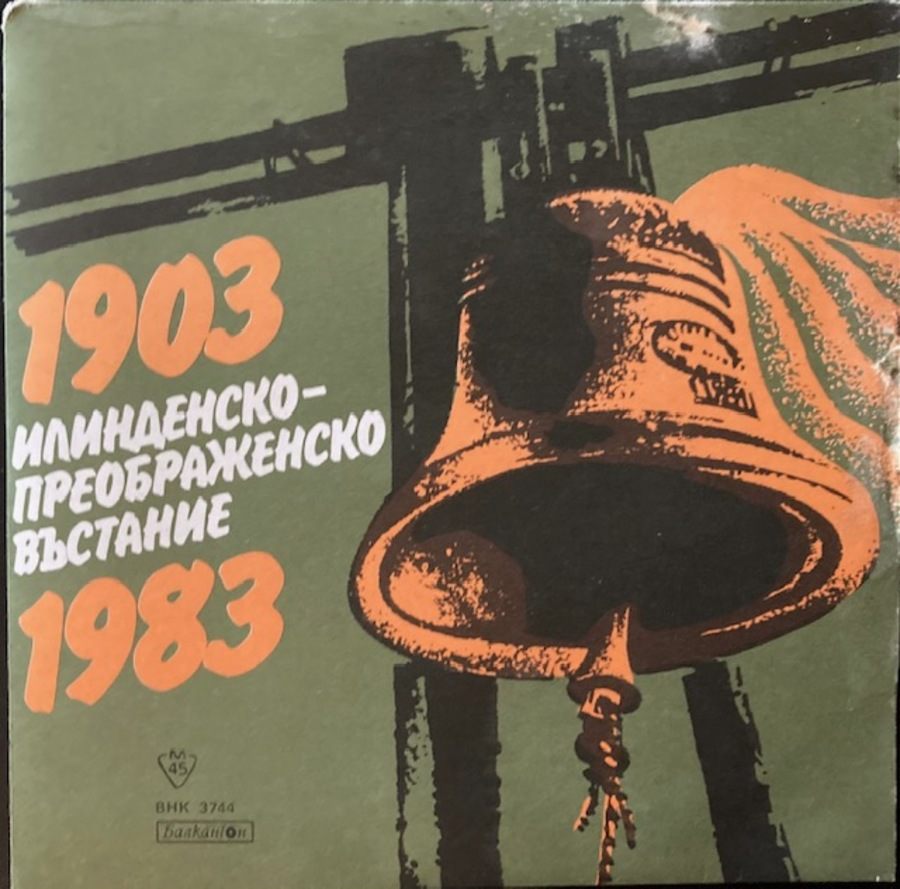 1903
ИЛИНДЕНСКО-
ПРЕОБРАЖЕНСКО
ВЪСТАНИЕ
1983
M
45
ВНК 3744
Балкантон